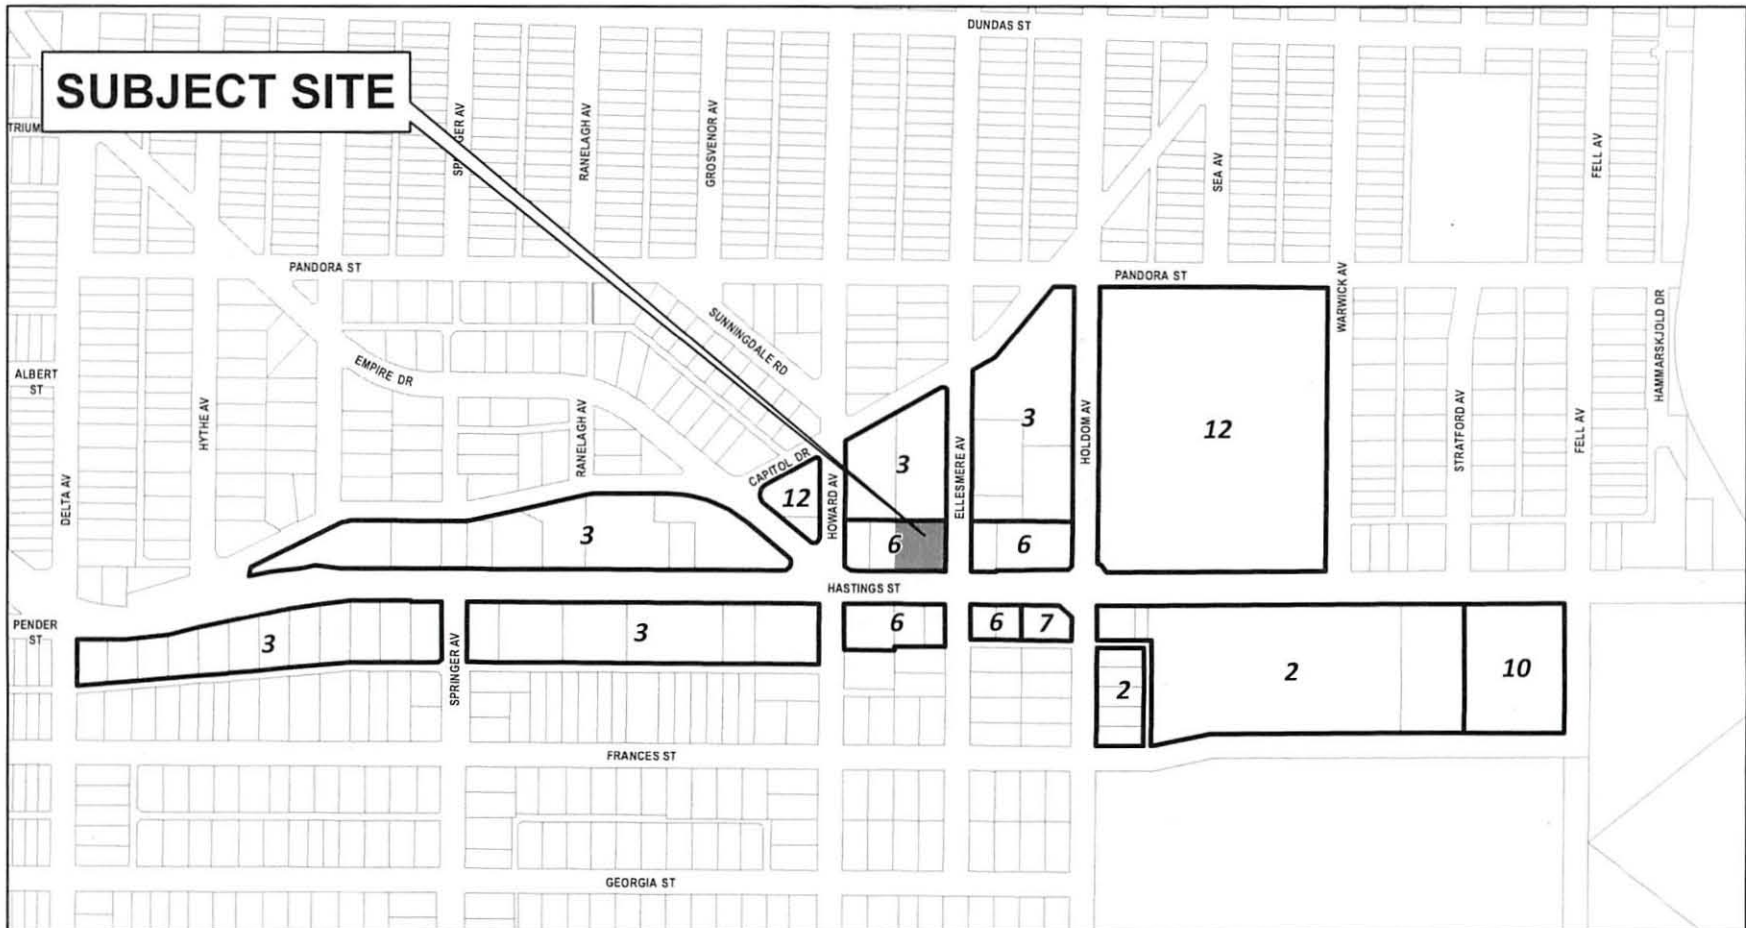 DUNDAS ST
SUBJECT SITE
TRIUM
SPRINGER AV
RANELAGH AV
GROSVENOR AV
SEA AV
FELL AV
PANDORA ST
PANDORA ST
WARWICK AV
HAMMARSKJOLD DR
SUNNINGDALE RD
EMPIRE DR
ALBERT
ST
HYTHE AV
RANELAGH AV
DELTA AV
CAPITOL DR
HOWARD AV
ELLESMERE AV
HOLDOM AV
STRATFORD AV
FELL AV
3
12
3
12
3
6
6
HASTINGS ST
PENDER
ST
3
SPRINGER AV
3
6
6
7
2
2
10
FRANCES ST
GEORGIA ST